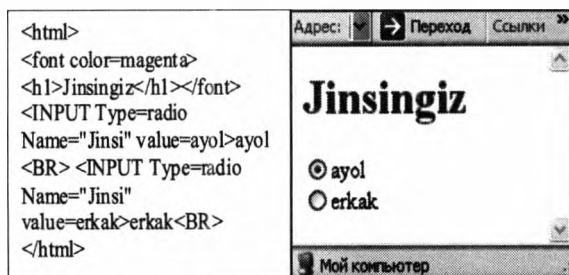 <html>
<font color=magenta>
<h1>Jinsingiz</h1></font>
<INPUT Type=radio
Name="Jinsi" value=ayol>ayol
<BR> <INPUT Type=radio
Name="Jinsi"
value=erkak>erkak<BR>
</html>
Адрес: Переход Ссылки »
Jinsingiz
ayol
erkak
Мой компьютер